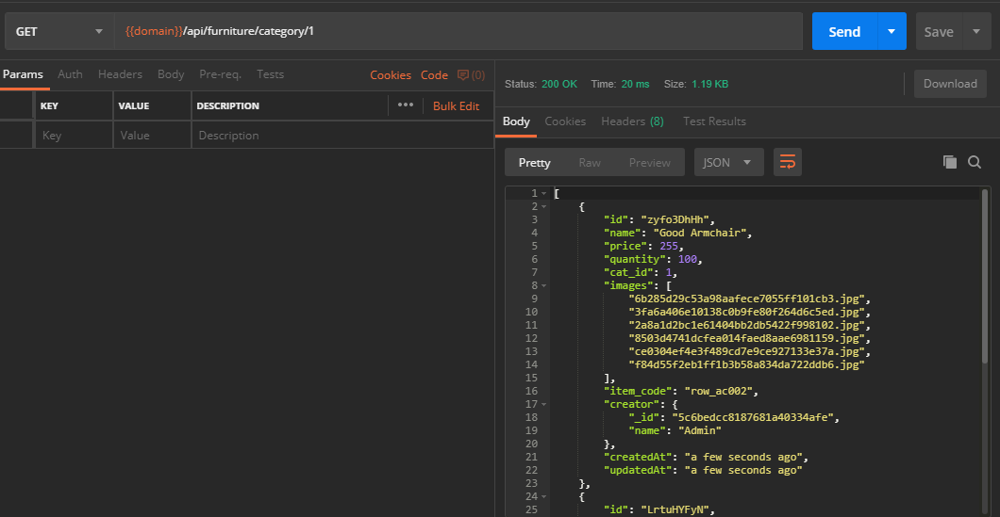 GET {{domain}}/api/furniture/category/1 Send Save
Params Auth Headers Body Pre-req. Tests Cookies Code (0)
KEY VALUE DESCRIPTION ••• Bulk Edit
Key Value Description
Status: 200 OK Time: 20 ms Size: 1.19 KB Download
Body Cookies Headers (8) Test Results
Pretty Raw Preview JSON
1 [
2 {
3 "id": "zyfo3DhHh",
4 "name": "Good Armchair",
5 "price": 255,
6 "quantity": 100,
7 "cat_id": 1,
8 "images": [
9 "6b285d29c53a98aafece7055ff101cb3.jpg",
10 "3fa6a406e10138c0b9fe80f264d6c5ed.jpg",
11 "2a8a1d2bc1e61404bb2db5422f998102.jpg",
12 "8503d4741dcfea014faed8aae6981159.jpg",
13 "ce0304ef4e3f489cd7e9ce927133e37a.jpg",
14 "f84d55f2eb1ff1b3b58a834da722ddb6.jpg"
15 ],
16 "item_code": "row_ac002",
17 "creator": {
18 "_id": "5c6bedcc8187681a40334afe",
19 "name": "Admin"
20 },
21 "createdAt": "a few seconds ago",
22 "updatedAt": "a few seconds ago"
23 },
24 {
25 "id": "LrtuHYFyN",